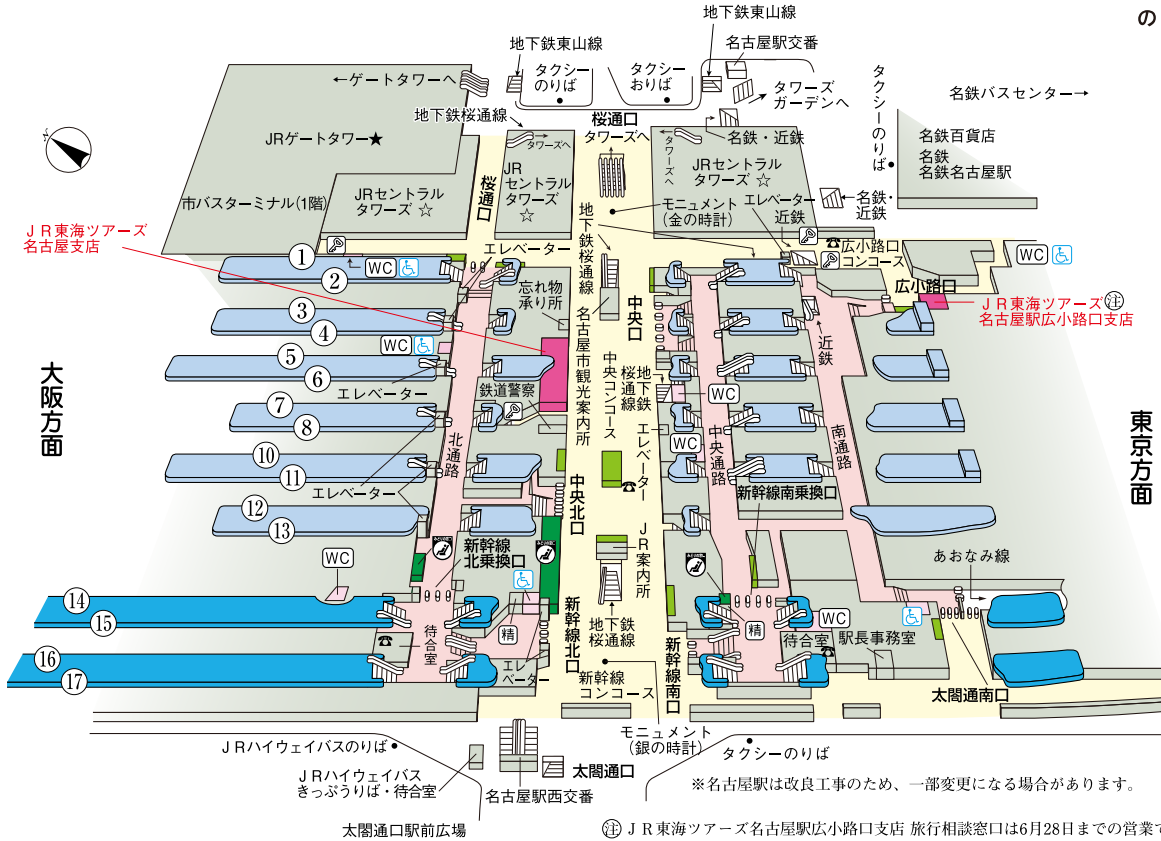 の
地下鉄東山線
地下鉄東山線
名古屋駅交番
タクシー
のりば
タクシー
おりば
←ゲートタワーへ
タワーズ
ガーデンへ
タクシーのりば
名鉄バスセンター→
地下鉄桜通線
桜通口
タワーズへ
タワーズへ
タワーズへ
名鉄・近鉄
JRゲートタワー★
JRセントラル
タワーズ ☆
JR
セントラル
タワーズ
☆
JRセントラル
タワーズ ☆
名鉄百貨店
名鉄
名鉄名古屋駅
市バスターミナル(1階)
桜通口
モニュメント
(金の時計)
エレベーター
近鉄
名鉄・
近鉄
JR東海ツアーズ
名古屋支店
地下鉄桜通線
エレベーター
広小路口
コンコース
WC
WC
広小路口
JR東海ツアーズ 注
名古屋駅広小路口支店
①
②
③
④
⑤
⑥
⑦
⑧
⑩
⑪
⑫
⑬
⑭
⑮
⑯
⑰
忘れ物
承り所
名古屋市観光案内所
中央口
近鉄
WC
エレベーター
鉄道警察
中央コンコース
地下鉄
桜通線
WC
WC
大阪方面
東京方面
北通路
エレベーター
中央通路
南通路
エレベーター
中央北口
新幹線南乗換口
新幹線
北乗換口
JR案内所
あおなみ線
WC
精
精
WC
待合室
エレ
ベーター
新幹線北口
地下鉄
桜通線
新幹線南口
待合室
駅長事務室
新幹線
コンコース
太閤通南口
モニュメント
(銀の時計)
JRハイウェイバスのりば
タクシーのりば
太閤通口
JRハイウェイバス
きっぷうりば・待合室
名古屋駅西交番
※名古屋駅は改良工事のため、一部変更になる場合があります。
太閤通口駅前広場
注 JR東海ツアーズ名古屋駅広小路口支店 旅行相談窓口は6月28日までの営業で